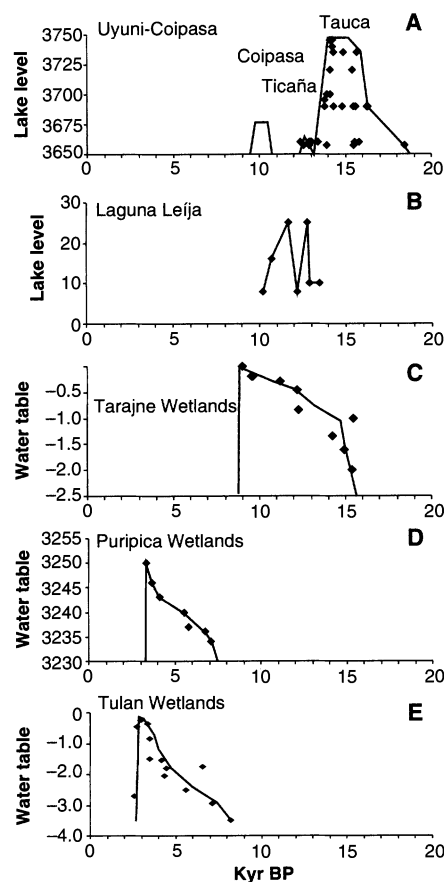 A
Uyuni-Coipasa
Tauca
Coipasa
Ticaña
Lake level
3750
3725
3700
3675
3650
0 5 10 15 20
B
Laguna Leíja
Lake level
30
20
10
0
0 5 10 15 20
C
Tarajne Wetlands
Water table
−0.5
−1.0
−1.5
−2.0
−2.5
0 5 10 15 20
D
Puripica Wetlands
Water table
3250
3245
3240
3235
3230
0 5 10 15 20
E
Tulan Wetlands
Water table
0
−1.0
−2.0
−3.0
−4.0
0 5 10 15 20
Kyr BP